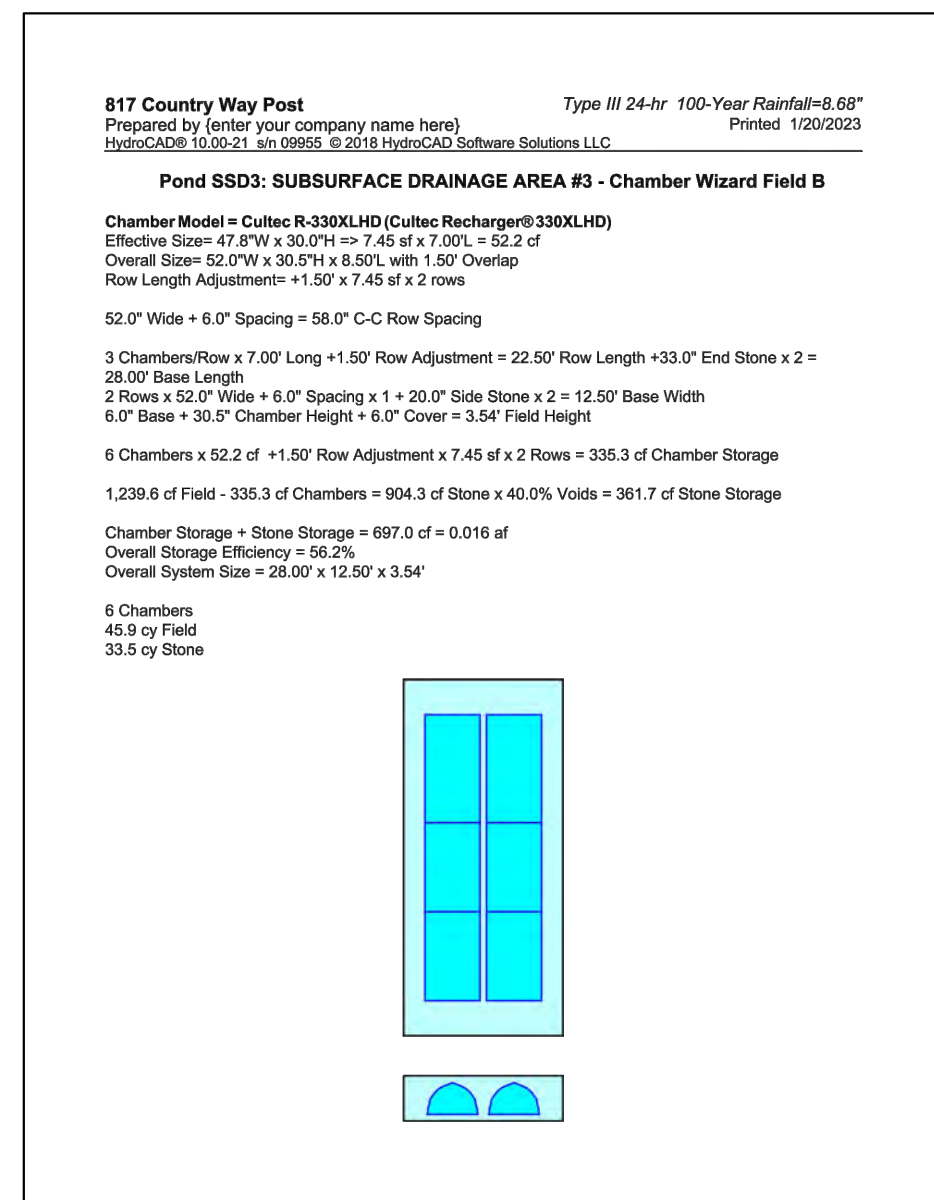 817 Country Way Post
Type III 24-hr 100-Year Rainfall=8.68"
Prepared by {enter your company name here}
Printed 1/20/2023
HydroCAD® 10.00-21 s/n 09955 © 2018 HydroCAD Software Solutions LLC
Pond SSD3: SUBSURFACE DRAINAGE AREA #3 - Chamber Wizard Field B
Chamber Model = Cultec R-330XLHD (Cultec Recharger® 330XLHD)
Effective Size= 47.8"W x 30.0"H => 7.45 sf x 7.00'L = 52.2 cf
Overall Size= 52.0"W x 30.5"H x 8.50'L with 1.50' Overlap
Row Length Adjustment= +1.50' x 7.45 sf x 2 rows
52.0" Wide + 6.0" Spacing = 58.0" C-C Row Spacing
3 Chambers/Row x 7.00' Long +1.50' Row Adjustment = 22.50' Row Length +33.0" End Stone x 2 =
28.00' Base Length
2 Rows x 52.0" Wide + 6.0" Spacing x 1 + 20.0" Side Stone x 2 = 12.50' Base Width
6.0" Base + 30.5" Chamber Height + 6.0" Cover = 3.54' Field Height
6 Chambers x 52.2 cf +1.50' Row Adjustment x 7.45 sf x 2 Rows = 335.3 cf Chamber Storage
1,239.6 cf Field - 335.3 cf Chambers = 904.3 cf Stone x 40.0% Voids = 361.7 cf Stone Storage
Chamber Storage + Stone Storage = 697.0 cf = 0.016 af
Overall Storage Efficiency = 56.2%
Overall System Size = 28.00' x 12.50' x 3.54'
6 Chambers
45.9 cy Field
33.5 cy Stone